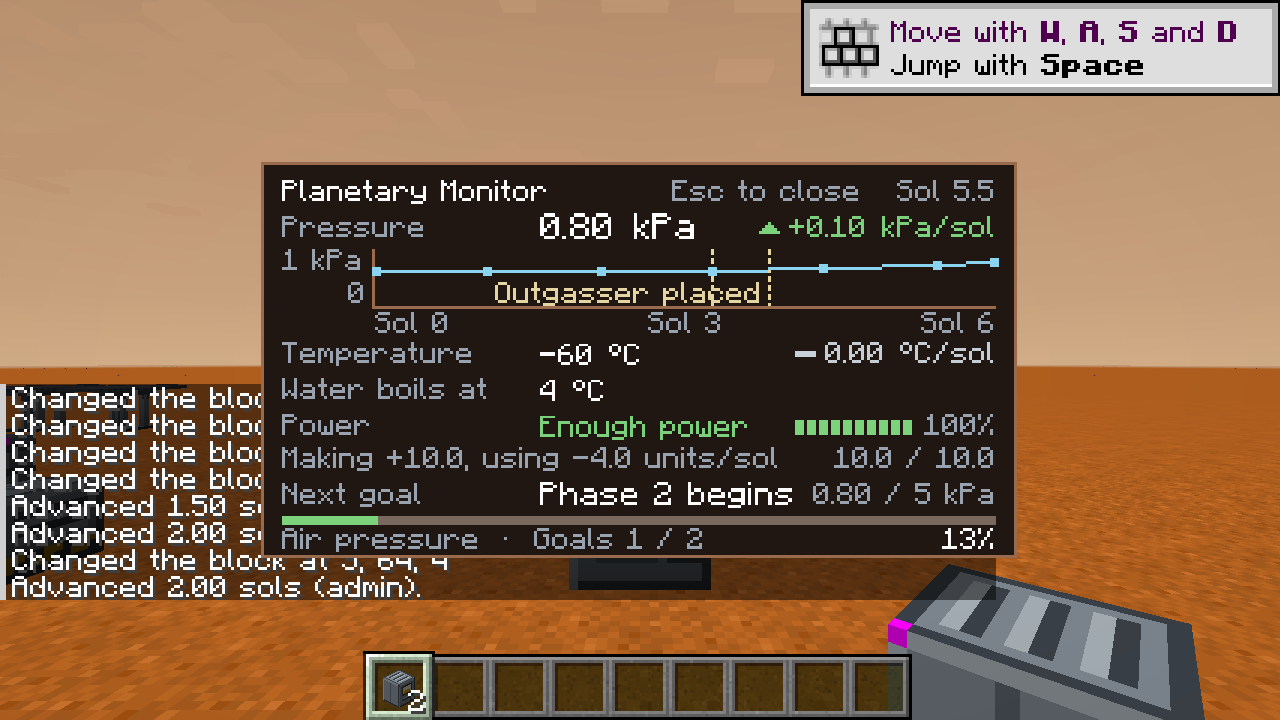 Move with W, A, S and D
Jump with Space
Planetary Monitor Esc to close Sol 5.5
Pressure 0.80 kPa +0.10 kPa/sol
1 kPa
0
Outgasser placed
Sol 0 Sol 3 Sol 6
Temperature -60 ºC 0.00 ºC/sol
Water boils at 4 ºC
Power Enough power 100%
Making +10.0, using -4.0 units/sol 10.0 / 10.0
Next goal Phase 2 begins 0.80 / 5 kPa
Air pressure · Goals 1 / 2 13%
Changed the bloc
Changed the bloc
Changed the bloc
Changed the bloc
Advanced 1.50 s
Advanced 2.00 s
Changed the block at 64, 4
Advanced 2.00 sols (admin).
2